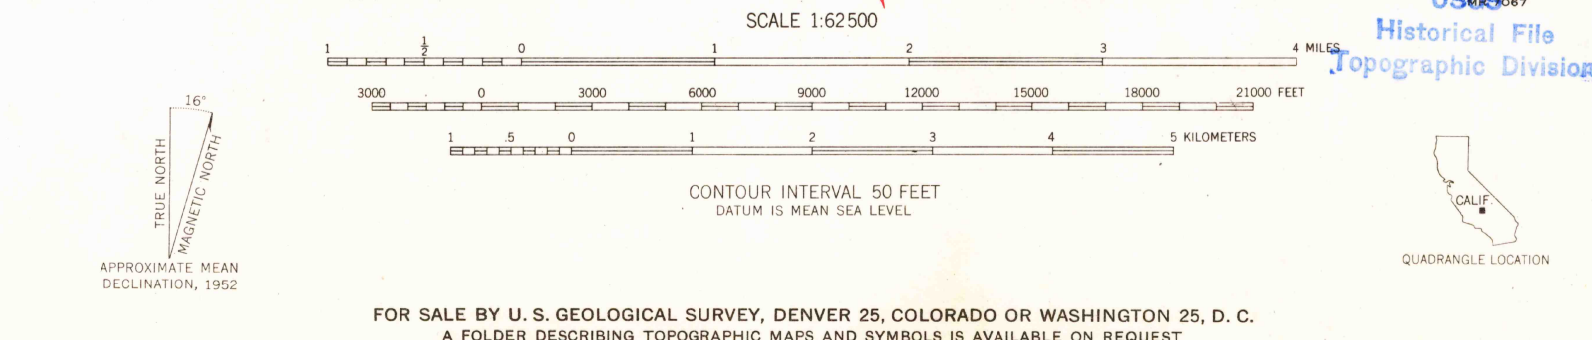 SCALE 1:62500
1 ½ 0 1 2 3 4 MILES
3000 0 3000 6000 9000 12000 15000 18000 21000 FEET
1 .5 0 1 2 3 4 5 KILOMETERS
CONTOUR INTERVAL 50 FEET
DATUM IS MEAN SEA LEVEL
16°
TRUE NORTH
MAGNETIC NORTH
APPROXIMATE MEAN
DECLINATION, 1952
USGS
Historical File
Topographic Division
CALIF.
QUADRANGLE LOCATION
FOR SALE BY U. S. GEOLOGICAL SURVEY, DENVER 25, COLORADO OR WASHINGTON 25, D. C.
A FOLDER DESCRIBING TOPOGRAPHIC MAPS AND SYMBOLS IS AVAILABLE ON REQUEST